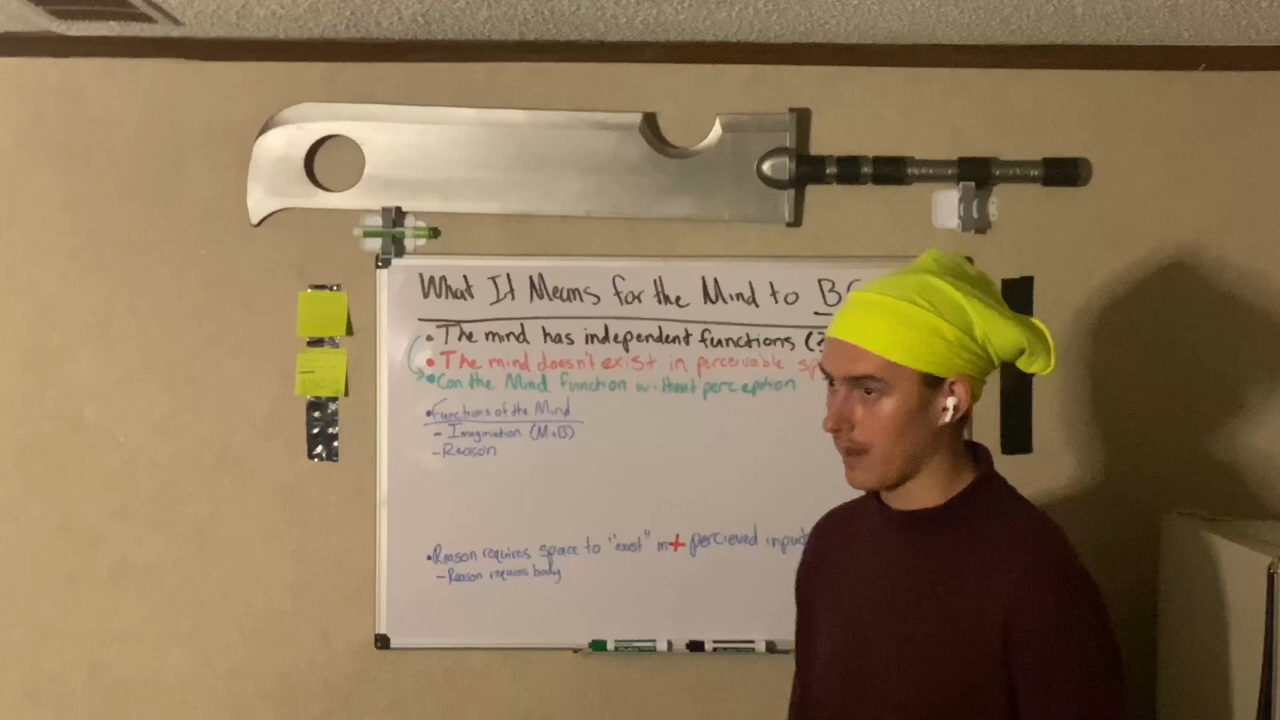 What It Means for the Mind to
• The mind has independent functions (?
• The mind doesn't exist in perceivable sp
• Can the Mind function without perception
• Functions of the Mind
- Imagination (M+B)
- Reason
• Reason requires space to "exist" in + percieved input
- Reason requires body